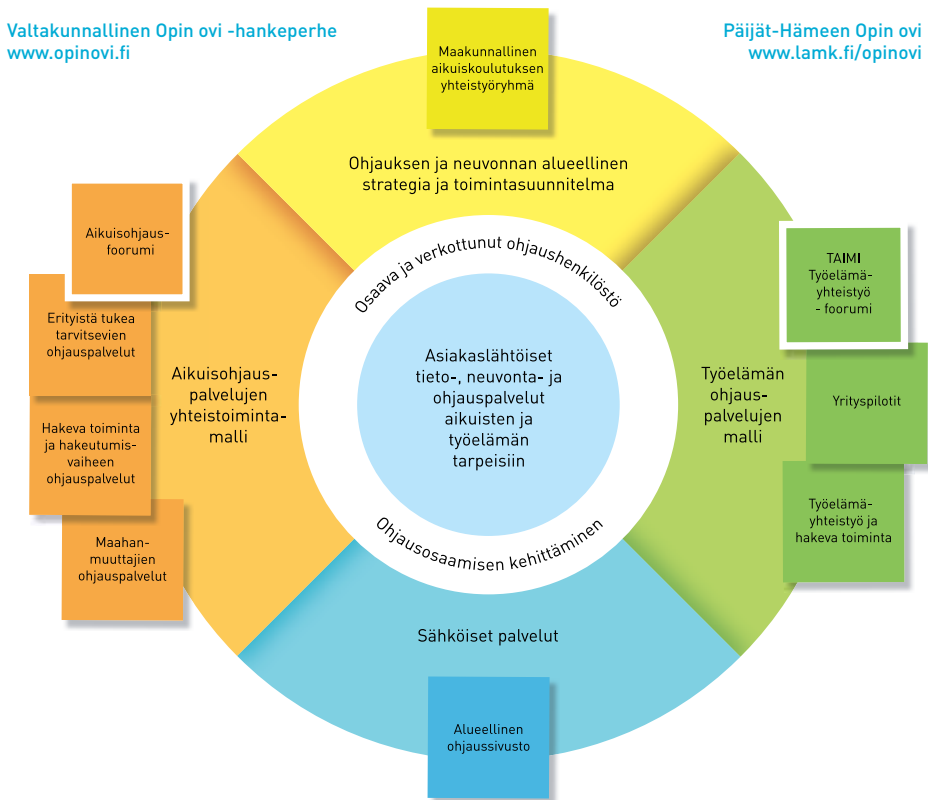 Valtakunnallinen Opin ovi -hankeperhe
www.opinovi.fi
Päijät-Hämeen Opin ovi
www.lamk.fi/opinovi
Maakunnallinen
aikuiskoulutuksen
yhteistyöryhmä
Ohjauksen ja neuvonnan alueellinen
strategia ja toimintasuunnitelma
Aikuisohjaus-
foorumi
Erityistä tukea
tarvitsevien
ohjauspalvelut
Hakeva toiminta
ja hakeutumis-
vaiheen
ohjauspalvelut
Maahan-
muuttajien
ohjauspalvelut
Aikuisohjaus-
palvelujen
yhteistoiminta-
malli
Osaava ja verkottunut ohjaushenkilöstö
Asiakaslähtöiset
tieto-, neuvonta- ja
ohjauspalvelut
aikuisten ja
työelämän
tarpeisiin
Ohjausosaamisen kehittäminen
Työelämän
ohjaus-
palvelujen
malli
TAIMI
Työelämä-
yhteistyö
- foorumi
Yrityspilotit
Työelämä-
yhteistyö ja
hakeva toiminta
Sähköiset palvelut
Alueellinen
ohjaussivusto